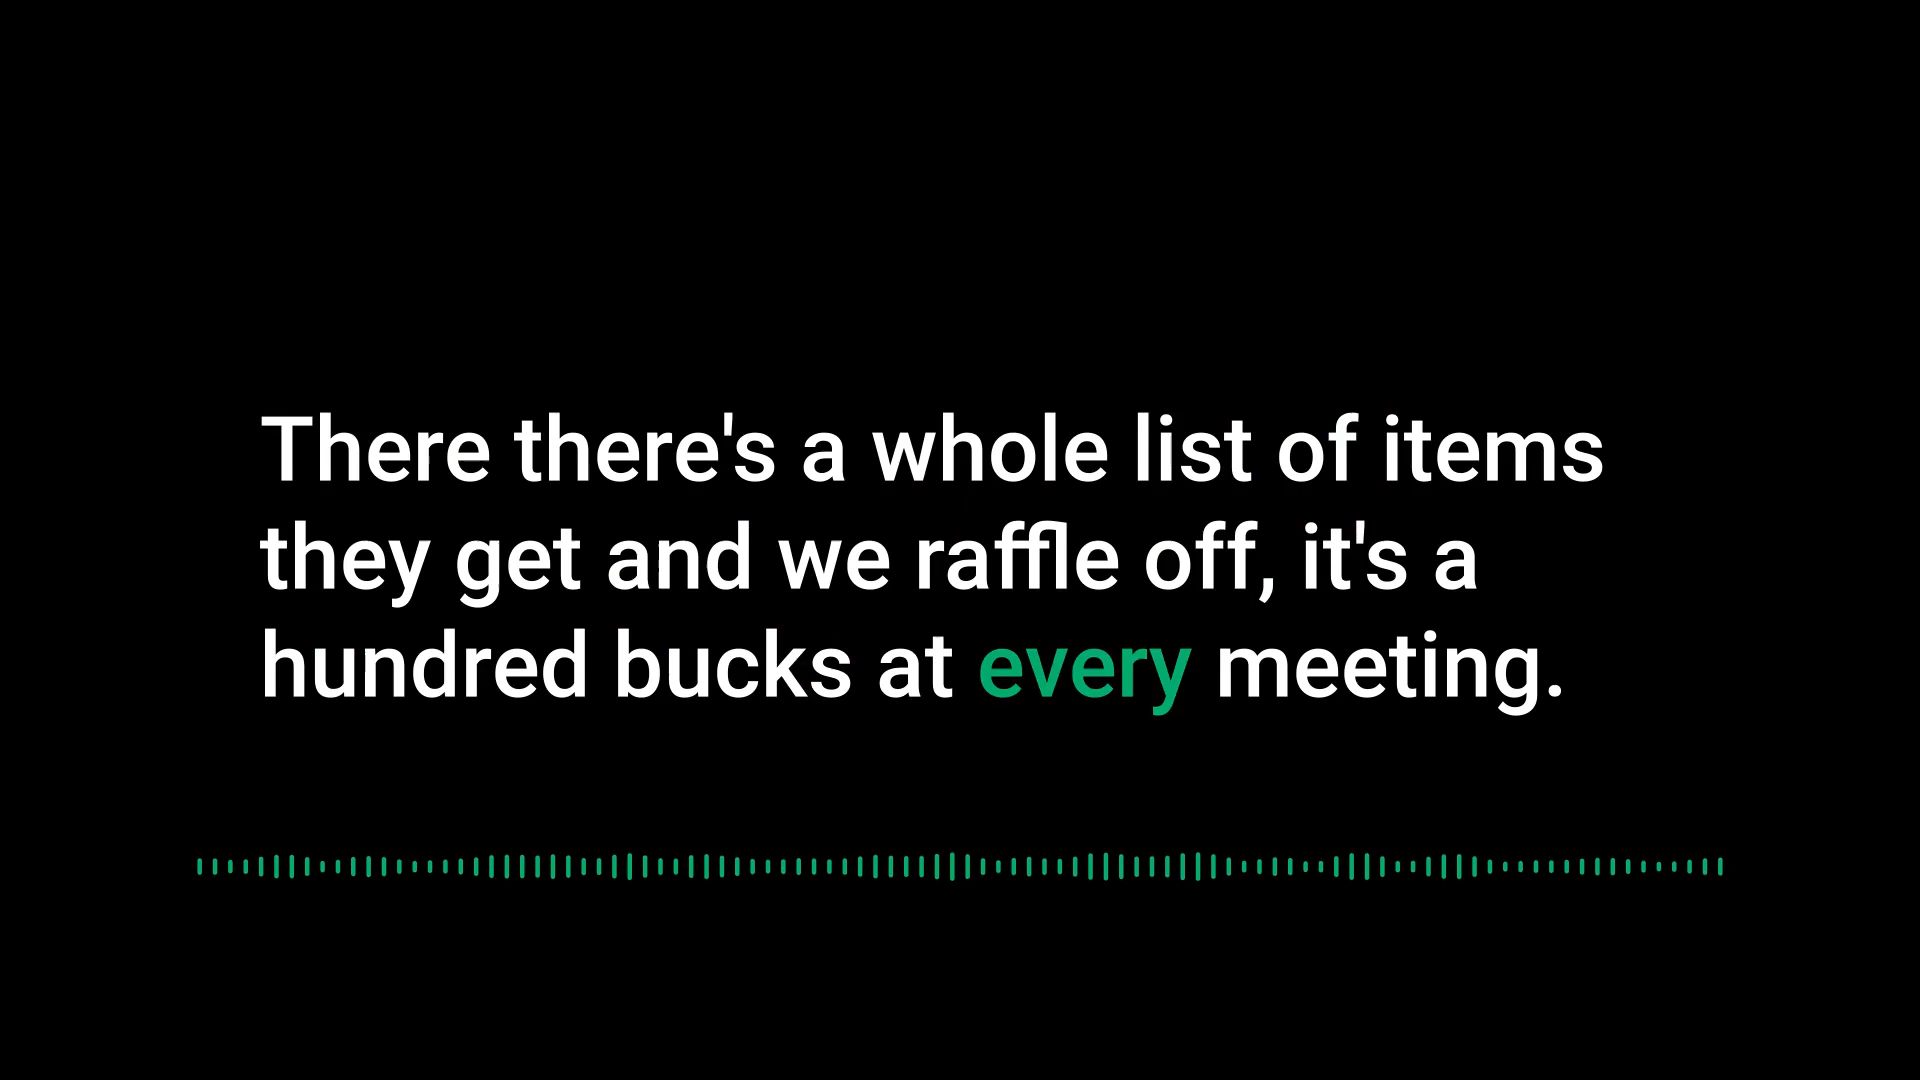 There there's a whole list of items
they get and we raffle off, it's a
hundred bucks at every meeting.